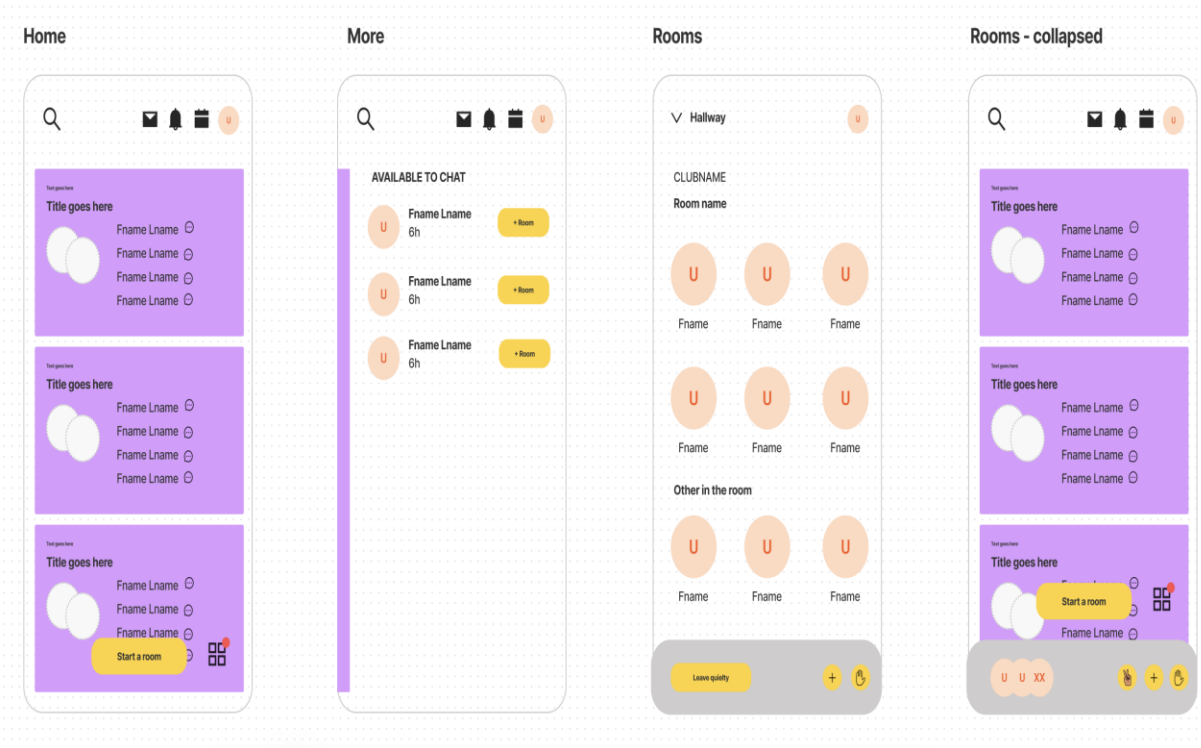 Home
U
Text goes here
Title goes here
Fname Lname
Fname Lname
Fname Lname
Fname Lname
Text goes here
Title goes here
Fname Lname
Fname Lname
Fname Lname
Fname Lname
Text goes here
Title goes here
Fname Lname
Fname Lname
Fname Lname
Start a room
More
U
AVAILABLE TO CHAT
U
Fname Lname
6h
+ Room
U
Fname Lname
6h
+ Room
U
Fname Lname
6h
+ Room
Rooms
Hallway
U
CLUBNAME
Room name
U U U
Fname Fname Fname
U U U
Fname Fname Fname
Other in the room
U U U
Fname Fname Fname
Leave quielty
+
Rooms - collapsed
U
Text goes here
Title goes here
Fname Lname
Fname Lname
Fname Lname
Fname Lname
Text goes here
Title goes here
Fname Lname
Fname Lname
Fname Lname
Fname Lname
Text goes here
Title goes here
Start a room
Fname Lname
U U XX
+